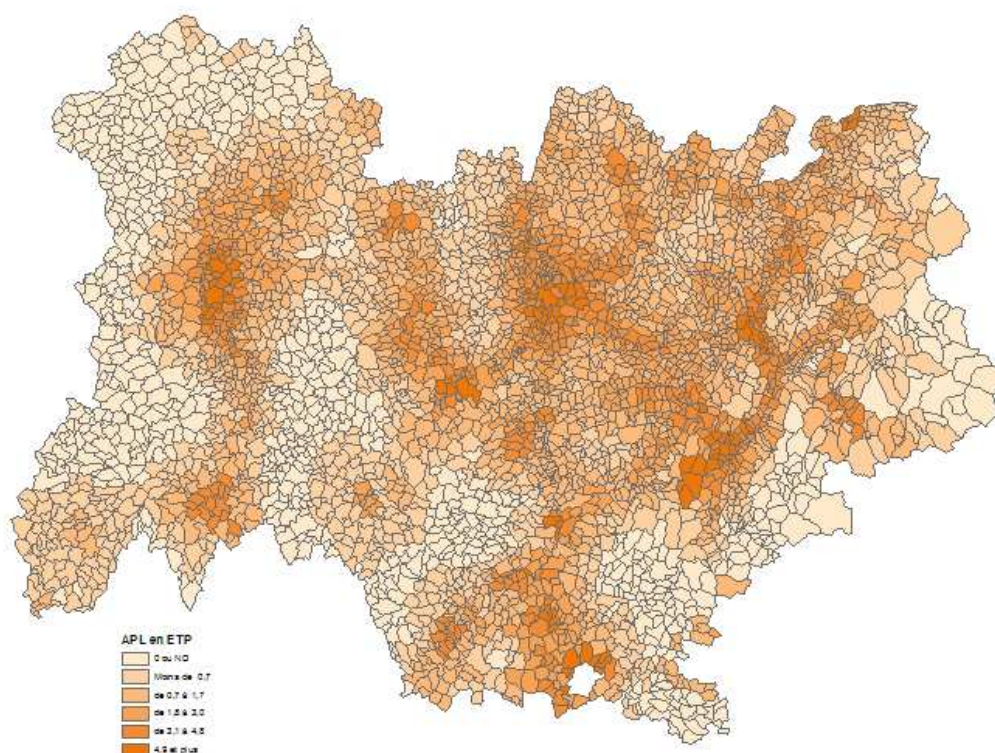 APL en ETP
0 ou ND
Moins de 0,7
de 0,7 à 1,7
de 1,8 à 3,0
de 3,1 à 4,8
4,9 et plus